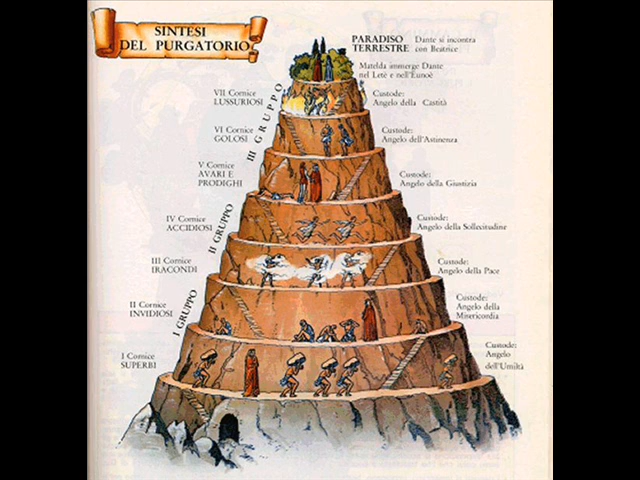 SINTESI
DEL PURGATORIO
PARADISO
TERRESTRE
Dante si incontra
con Beatrice
Matelda immerge Dante
nel Letè e nell'Eunoè
VII Cornice
LUSSURIOSI
Custode:
Angelo della Castità
VI Cornice
GOLOSI
Custode:
Angelo dell'Astinenza
III GRUPPO
V Cornice
AVARI E
PRODIGHI
Custode:
Angelo della Giustizia
IV Cornice
ACCIDIOSI
Custode:
Angelo della Sollecitudine
II GRUPPO
III Cornice
IRACONDI
Custode:
Angelo della Pace
II Cornice
INVIDIOSI
Custode:
Angelo della
Misericordia
I GRUPPO
I Cornice
SUPERBI
Custode:
Angelo
dell'Umiltà